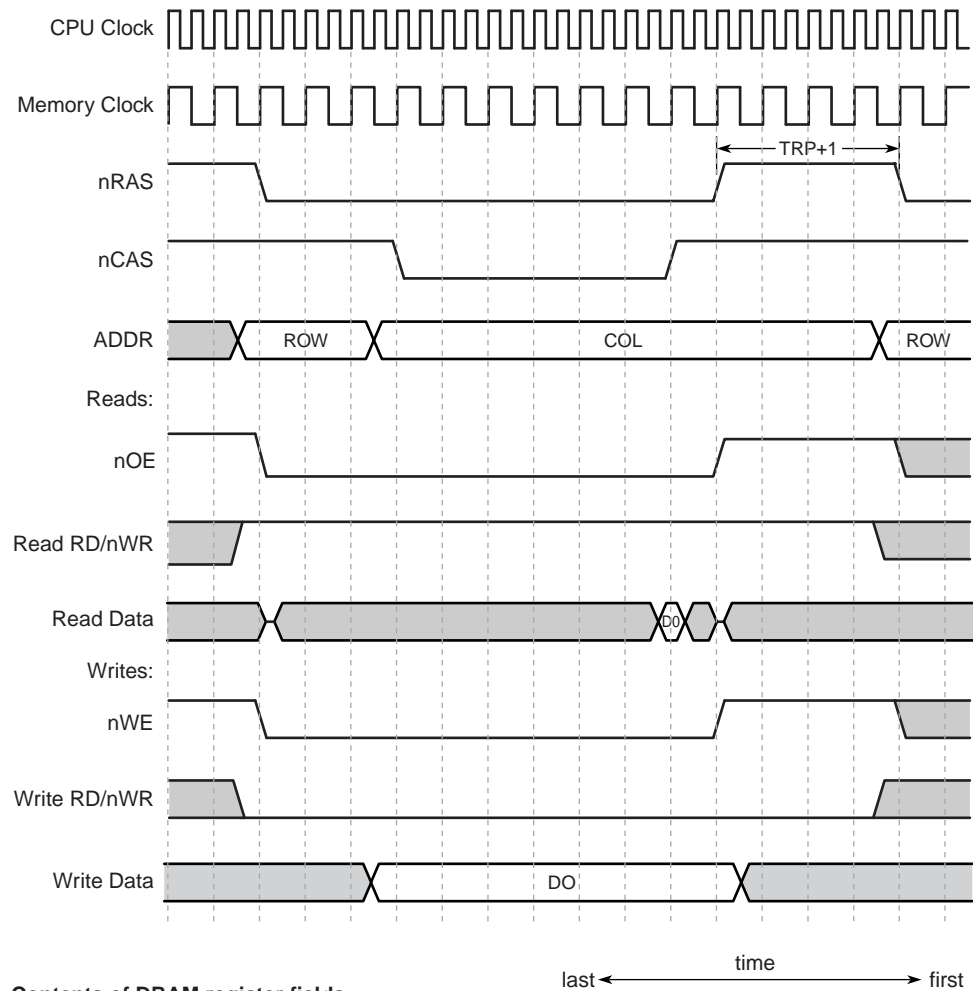 CPU Clock
Memory Clock
TRP+1
nRAS
nCAS
ADDR ROW COL ROW
Reads:
nOE
Read RD/nWR
Read Data D0
Writes:
nWE
Write RD/nWR
Write Data DO
time
last first
Contents of DRAM register fields